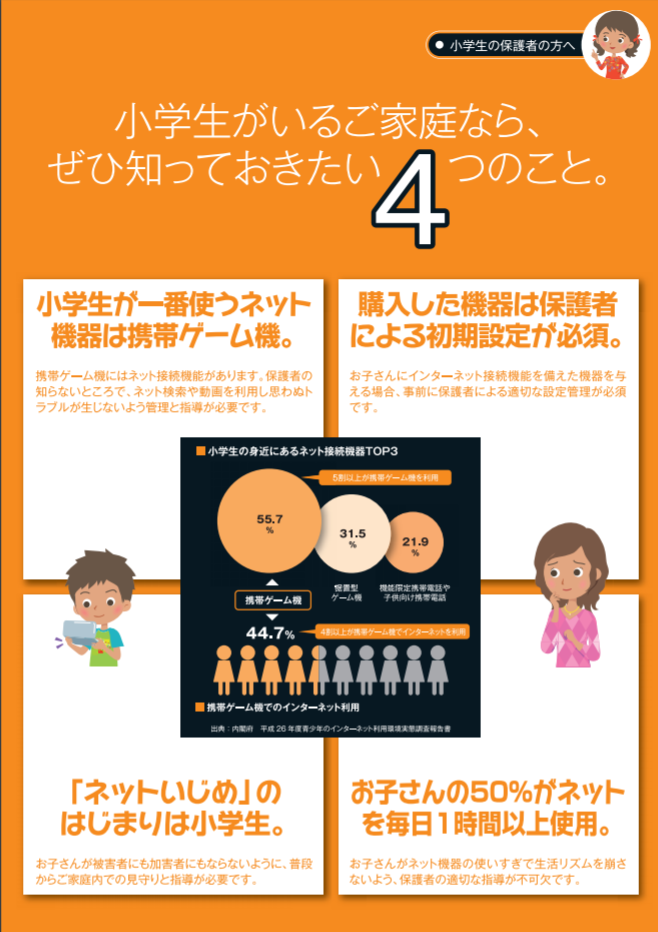 ● 小学生の保護者の方へ
小学生がいるご家庭なら、
ぜひ知っておきたい4つのこと。
小学生が一番使うネット
機器は携帯ゲーム機。
携帯ゲーム機にはネット接続機能があります。保護者の
知らないところで、ネット検索や動画を利用し思わぬト
ラブルが生じないよう管理と指導が必要です。
購入した機器は保護者
による初期設定が必須。
お子さんにインターネット接続機能を備えた機器を与
える場合、事前に保護者による適切な設定管理が必須
です。
■小学生の身近にあるネット接続機器TOP3
5割以上が携帯ゲーム機を利用
55.7
%
31.5
%
21.9
%
携帯ゲーム機
据置型
ゲーム機
機能限定携帯電話や
子供向け携帯電話
44.7%
4割以上が携帯ゲーム機でインターネットを利用
■携帯ゲーム機でのインターネット利用
出典:内閣府 平成26年度青少年のインターネット利用環境実態調査報告書
「ネットいじめ」の
はじまりは小学生。
お子さんが被害者にも加害者にもならないように、普段
からご家庭内での見守りと指導が必要です。
お子さんの50%がネット
を毎日1時間以上使用。
お子さんがネット機器の使いすぎで生活リズムを崩さ
ないよう、保護者の適切な指導が不可欠です。